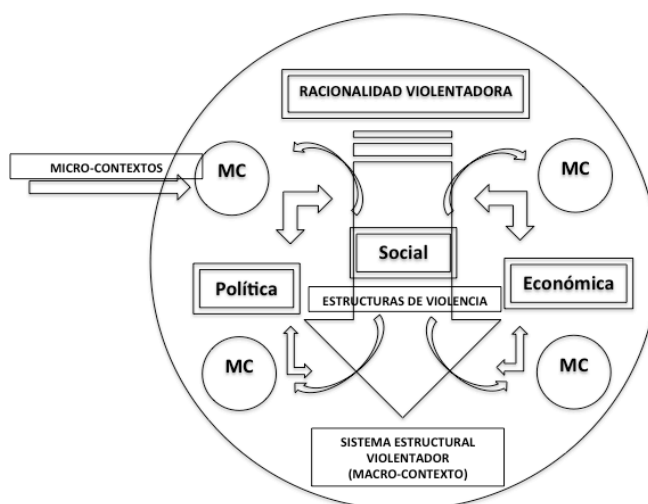 RACIONALIDAD VIOLENTADORA
MICRO-CONTEXTOS
MC
MC
Social
Política
Económica
ESTRUCTURAS DE VIOLENCIA
MC
MC
SISTEMA ESTRUCTURAL
VIOLENTADOR
(MACRO-CONTEXTO)